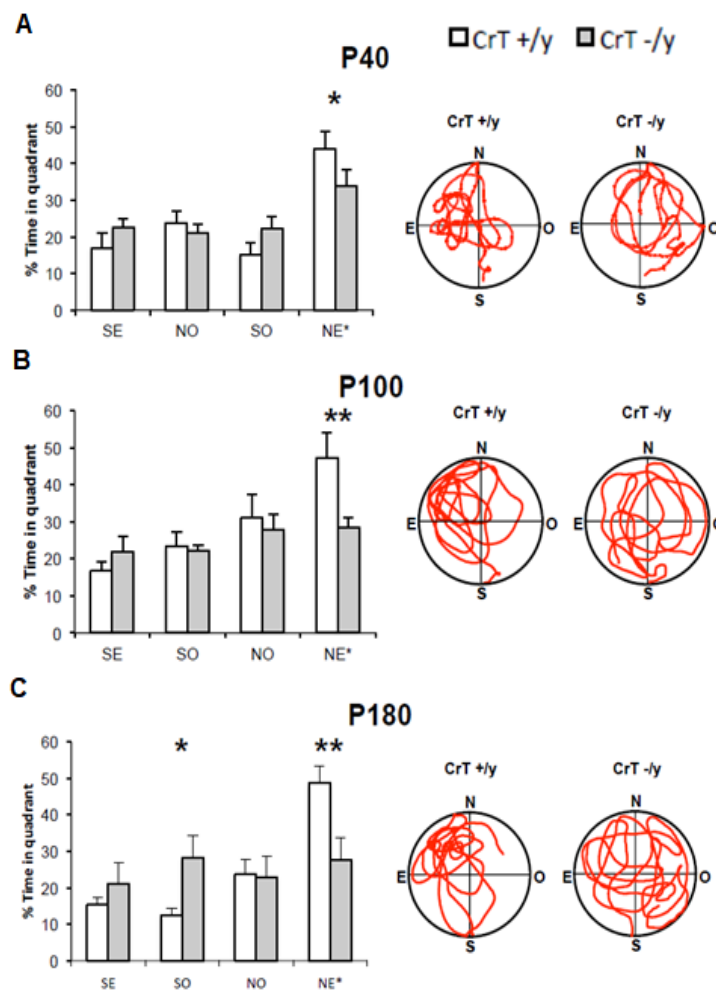 A
P40
CrT +/y CrT -/y
% Time in quadrant
60
50
40
30
20
10
0
*
SE NO SO NE*
CrT +/y
N
E O
S
CrT -/y
N
E O
S
B
P100
% Time in quadrant
60
50
40
30
20
10
0
**
SE SO NO NE*
CrT +/y
N
E O
S
CrT -/y
N
E O
S
C
P180
% Time in quadrant
60
50
40
30
20
10
0
* **
SE SO NO NE*
CrT +/y
N
E O
S
CrT -/y
N
E O
S